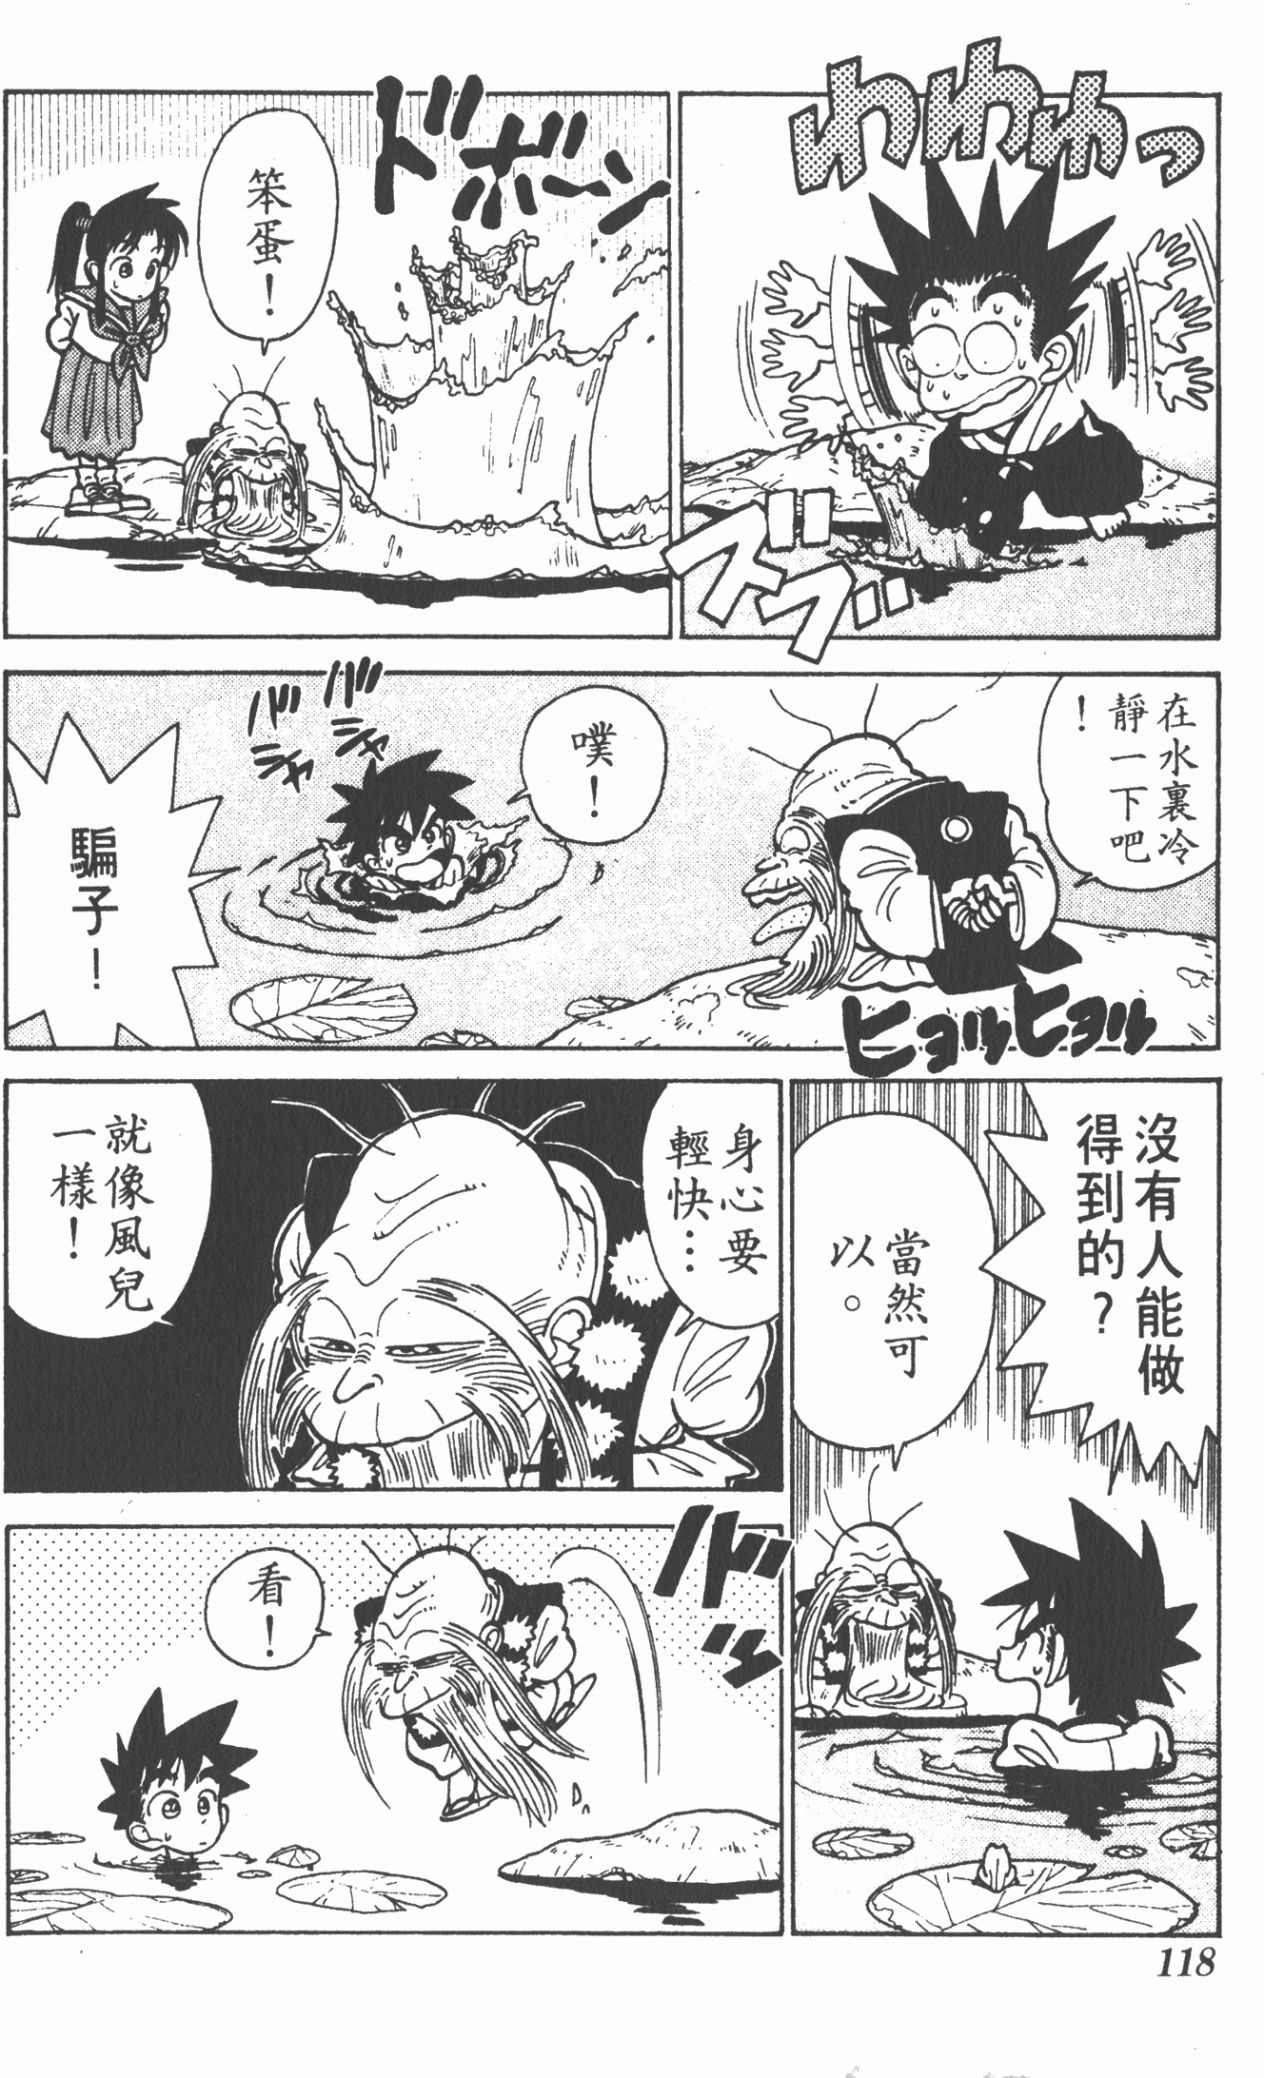 わわわっ
ズブブ
ドボーン
笨蛋！
在水裏冷
靜一下吧
！
ヒョルヒョル
噗！
バシャ
バシャ
騙子！
沒有人能做
得到的？
當然可
以。
身心要
輕快…
就像風兒
一樣！
バッ
看！
118